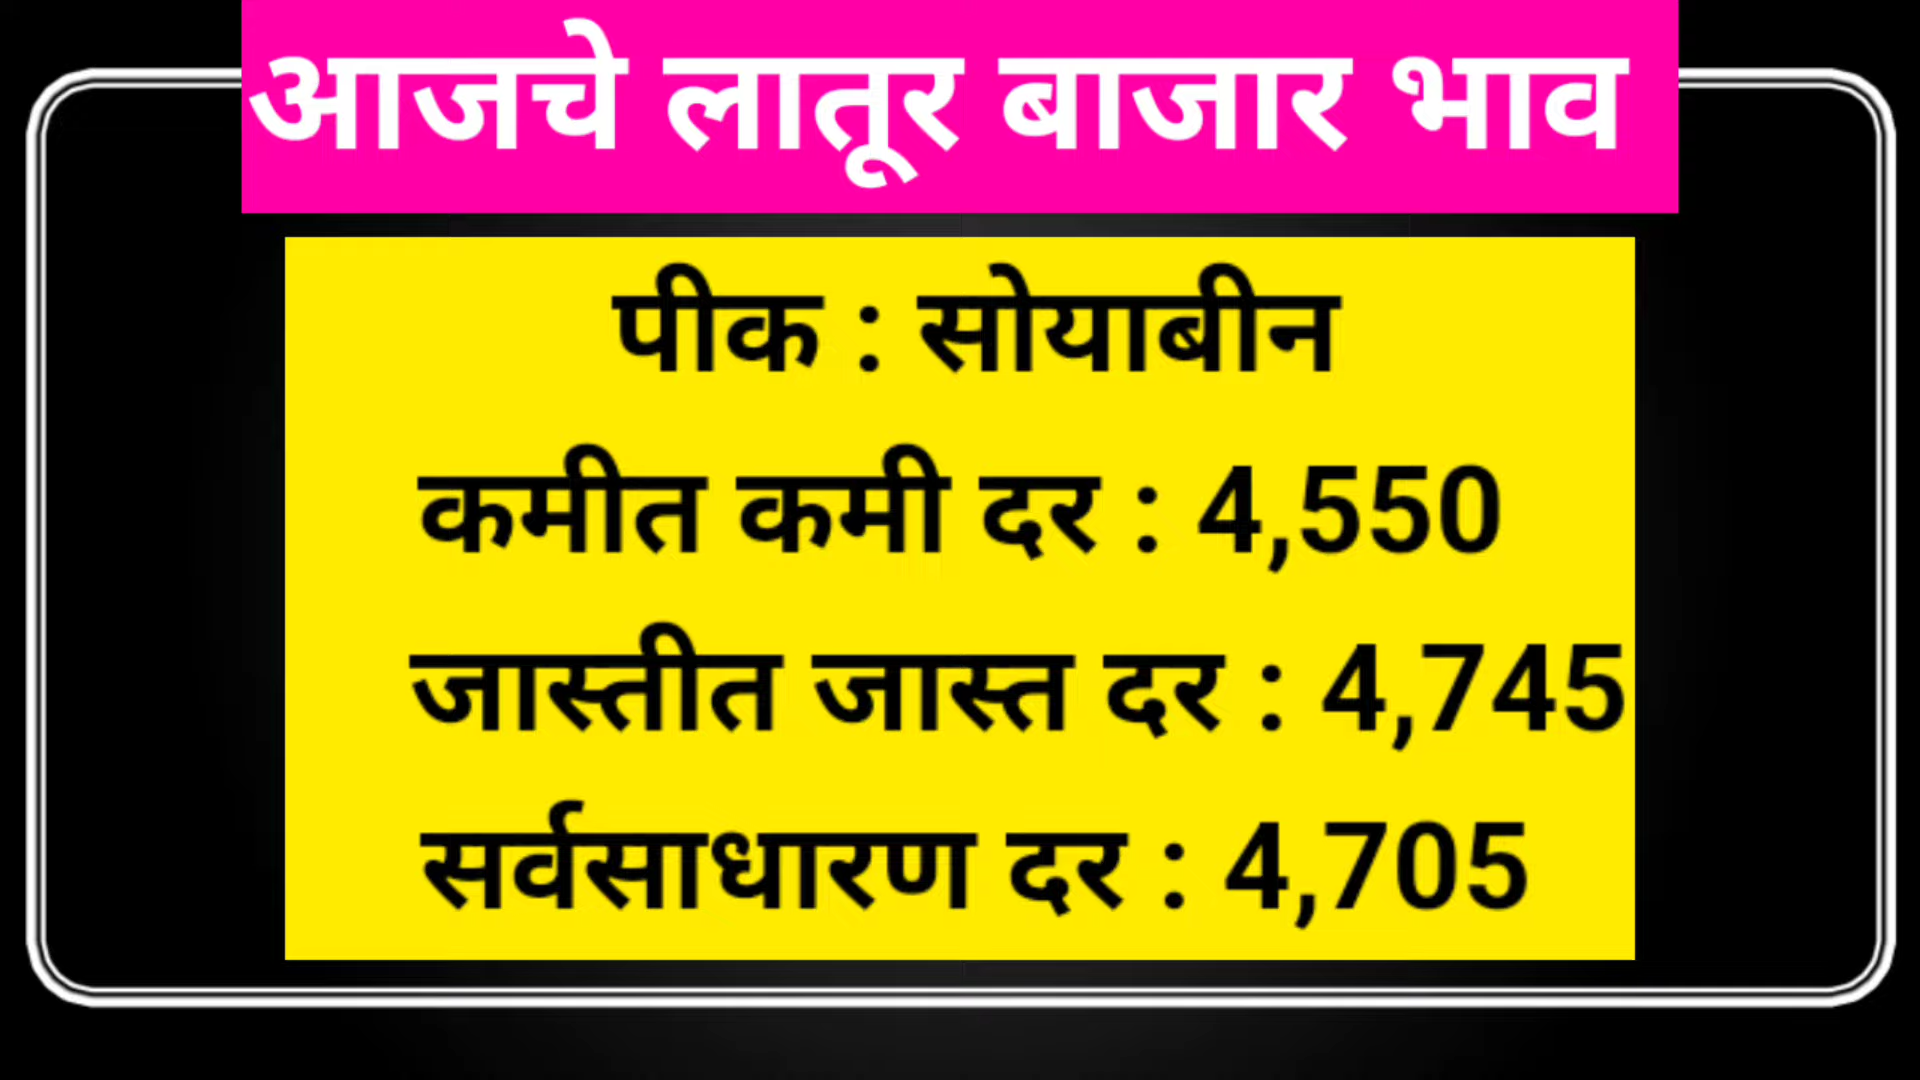 आजचे लातूर बाजार भाव
पीक : सोयाबीन
कमीत कमी दर : 4,550
जास्तीत जास्त दर : 4,745
सर्वसाधारण दर : 4,705